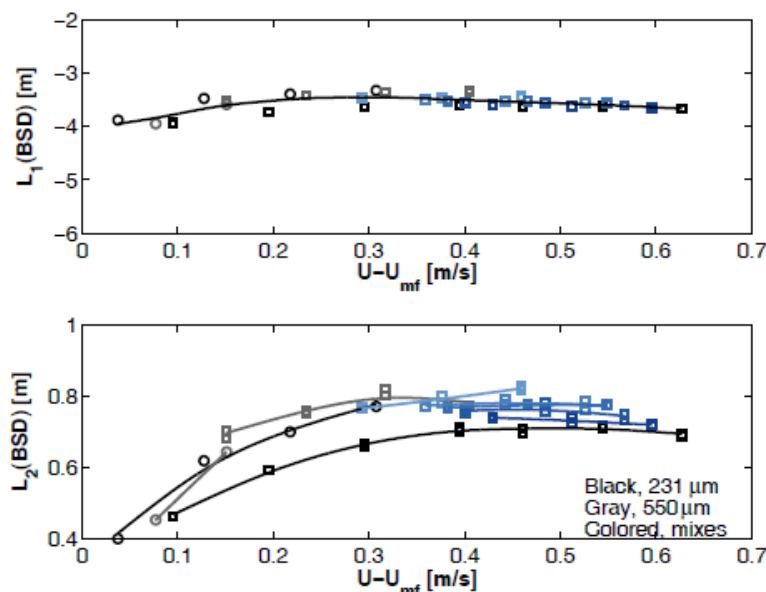 −2
−3
−4
−5
−6
L₁(BSD) [m]
0 0.1 0.2 0.3 0.4 0.5 0.6 0.7
U−Uₘf [m/s]
1
0.8
0.6
0.4
L₂(BSD) [m]
Black, 231 μm
Gray, 550μm
Colored, mixes
0 0.1 0.2 0.3 0.4 0.5 0.6 0.7
U−Uₘf [m/s]